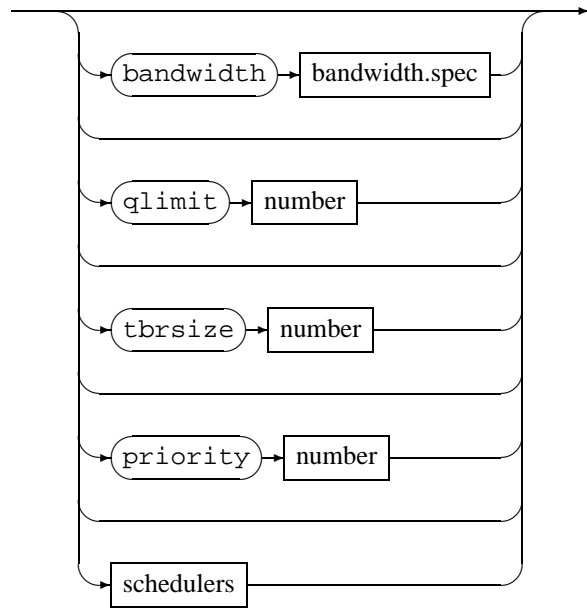 bandwidth bandwidth.spec
qlimit number
tbrsize number
priority number
schedulers